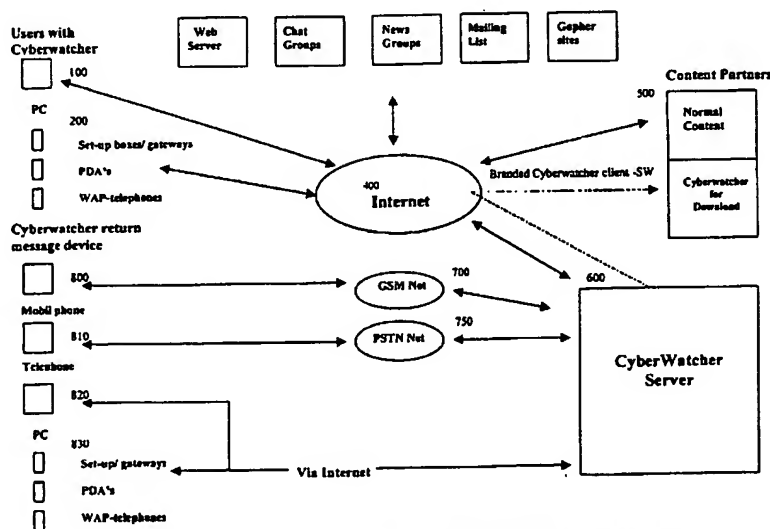 Users with
Cyberwatcher
100
PC
200
Set-up boxes/ gateways
PDA's
WAP-telephones
Web
Server
Chat
Groups
News
Groups
Mailing
List
Gopher
sites
Content Partners
500
Normal
Content
Branded Cyberwatcher client -SW
Cyberwatcher
for
Download
400
Internet
Cyberwatcher return
message device
800
Mobil phone
GSM Net
700
600
810
Telephone
PSTN Net
750
CyberWatcher
Server
820
PC
830
Set-up/ gateways
PDA's
WAP-telephones
Via Internet